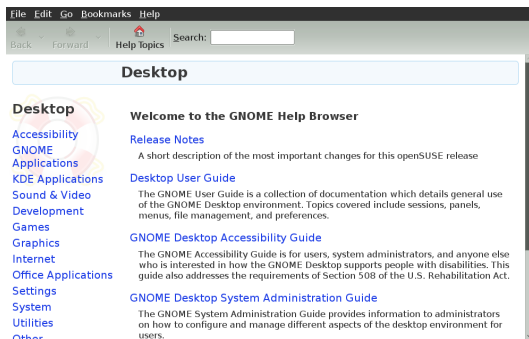 File Edit Go Bookmarks Help
Back Forward Help Topics Search:
Desktop
Desktop
Accessibility
GNOME
Applications
KDE Applications
Sound & Video
Development
Games
Graphics
Internet
Office Applications
Settings
System
Utilities
Other
Welcome to the GNOME Help Browser
Release Notes
A short description of the most important changes for this openSUSE release
Desktop User Guide
The GNOME User Guide is a collection of documentation which details general use
of the GNOME Desktop environment. Topics covered include sessions, panels,
menus, file management, and preferences.
GNOME Desktop Accessibility Guide
The GNOME Accessibility Guide is for users, system administrators, and anyone else
who is interested in how the GNOME Desktop supports people with disabilities. This
guide also addresses the requirements of Section 508 of the U.S. Rehabilitation Act.
GNOME Desktop System Administration Guide
The GNOME System Administration Guide provides information to administrators
on how to configure and manage different aspects of the desktop environment for
users.